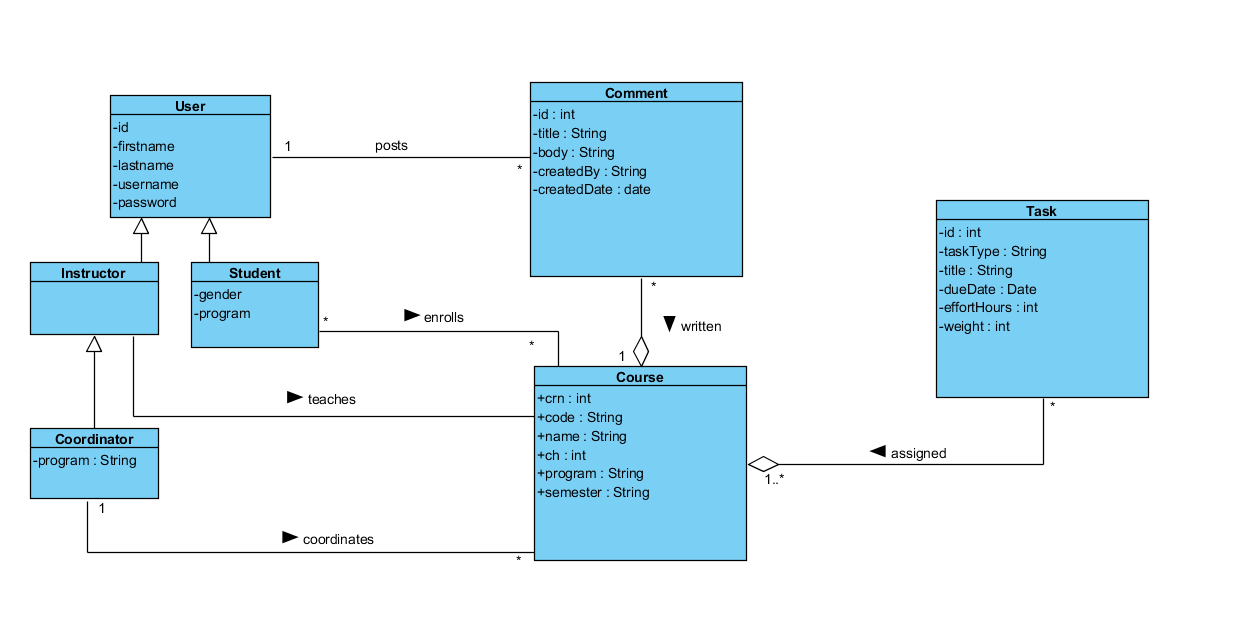 User
-id
-firstname
-lastname
-username
-password
1
posts
*
Comment
-id : int
-title : String
-body : String
-createdBy : String
-createdDate : date
Task
-id : int
-taskType : String
-title : String
-dueDate : Date
-effortHours : int
-weight : int
Instructor
Student
-gender
-program
*
enrolls
*
*
written
1
teaches
Course
+crn : int
+code : String
+name : String
+ch : int
+program : String
+semester : String
*
assigned
1..*
Coordinator
-program : String
1
coordinates
*